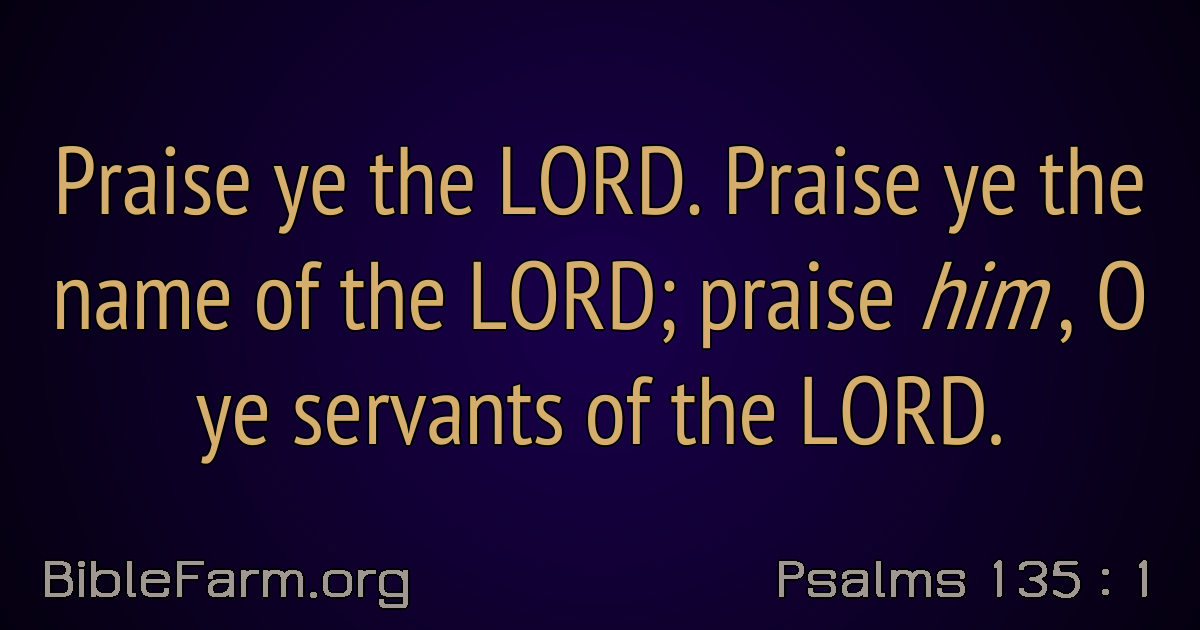 Praise ye the LORD. Praise ye the
name of the LORD; praise him, O
ye servants of the LORD.
BibleFarm.org
Psalms 135 : 1